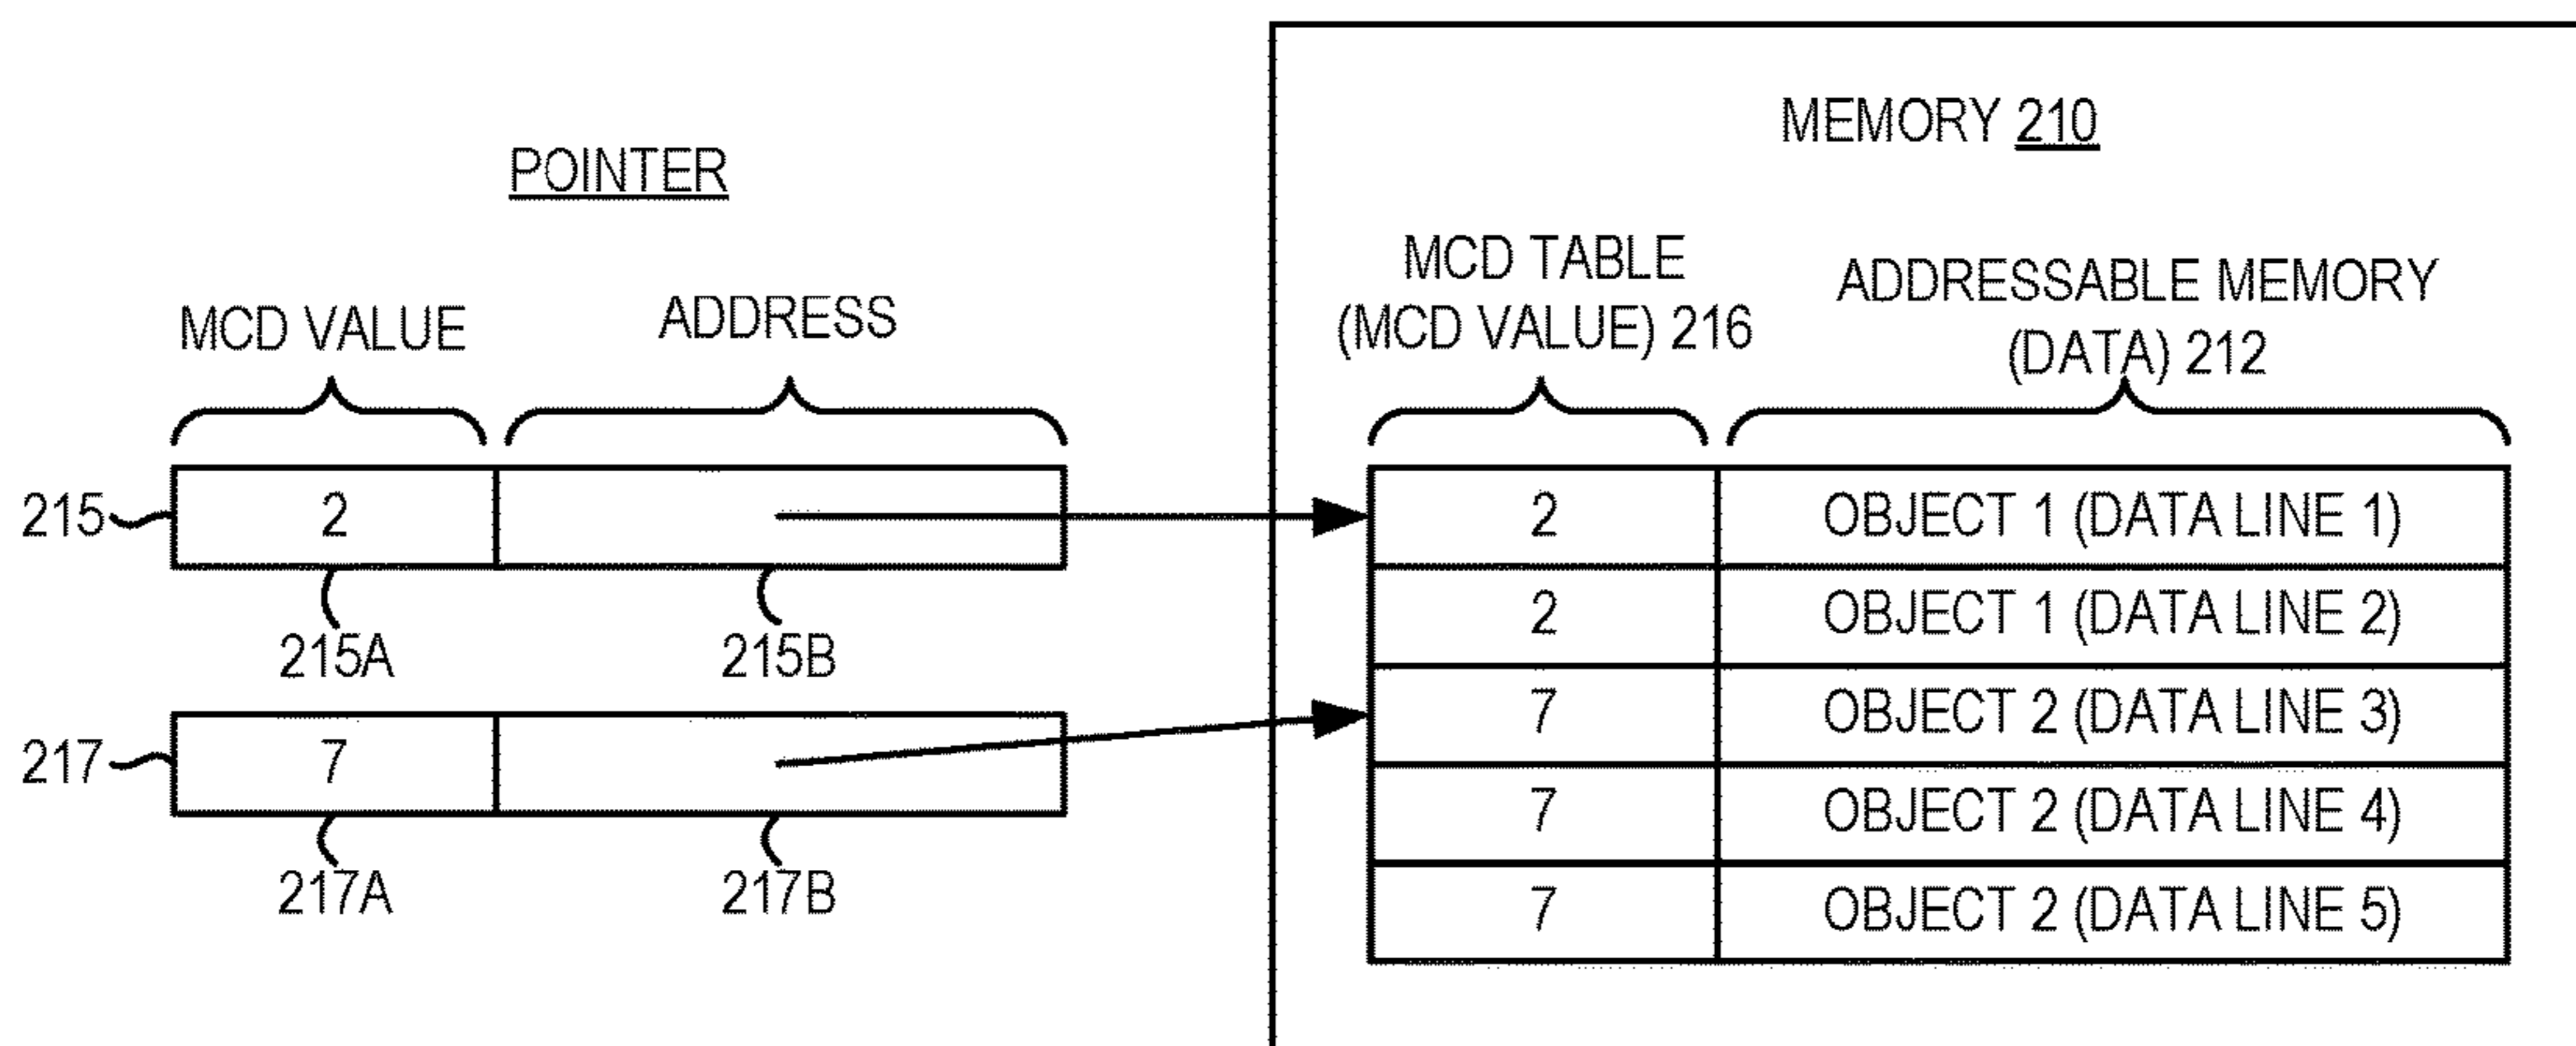 POINTER
MCD VALUE
ADDRESS
215
2
215A
215B
217
7
217A
217B
MEMORY 210
MCD TABLE
(MCD VALUE) 216
ADDRESSABLE MEMORY
(DATA) 212
2 OBJECT 1 (DATA LINE 1)
2 OBJECT 1 (DATA LINE 2)
7 OBJECT 2 (DATA LINE 3)
7 OBJECT 2 (DATA LINE 4)
7 OBJECT 2 (DATA LINE 5)